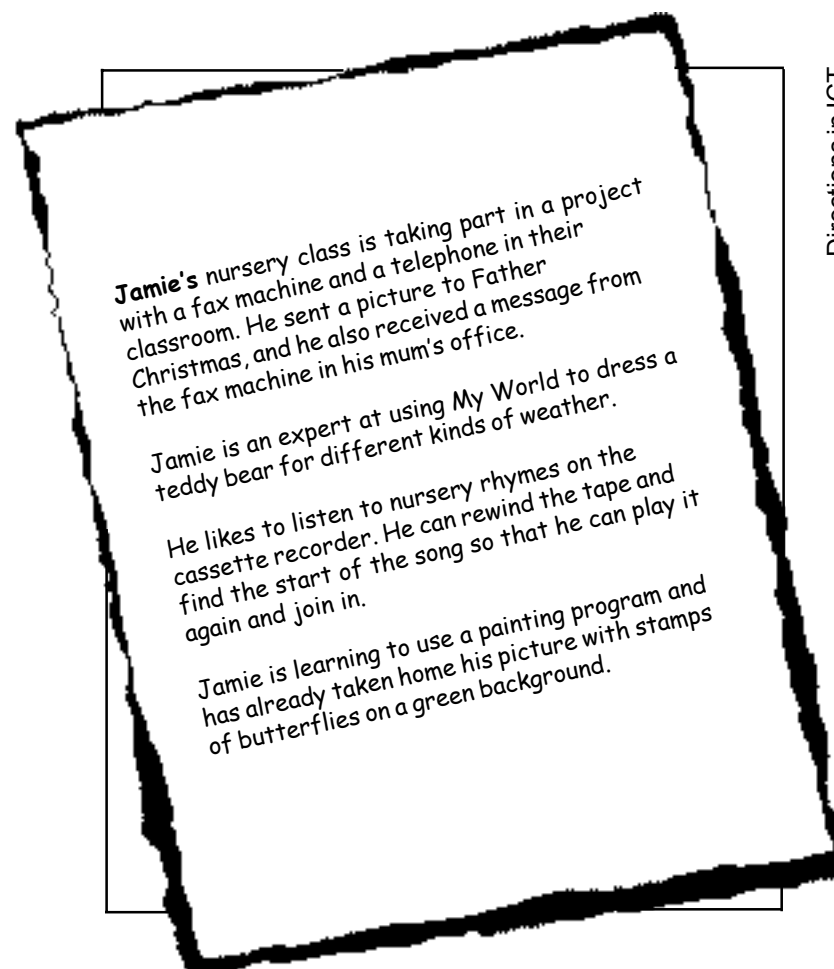 Jamie's nursery class is taking part in a project
with a fax machine and a telephone in their
classroom. He sent a picture to Father
Christmas, and he also received a message from
the fax machine in his mum's office.
Jamie is an expert at using My World to dress a
teddy bear for different kinds of weather.
He likes to listen to nursery rhymes on the
cassette recorder. He can rewind the tape and
find the start of the song so that he can play it
again and join in.
Jamie is learning to use a painting program and
has already taken home his picture with stamps
of butterflies on a green background.
Directions in ICT